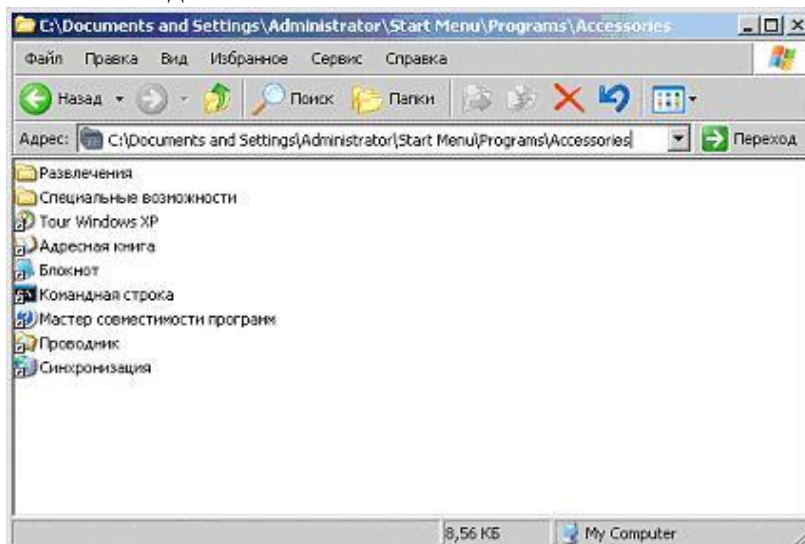 C:\Documents and Settings\Administrator\Start Menu\Programs\Accessories
Файл Правка Вид Избранное Сервис Справка
Назад Поиск Папки
Адрес: C:\Documents and Settings\Administrator\Start Menu\Programs\Accessories Переход
Развлечения
Специальные возможности
Tour Windows XP
Адресная книга
Блокнот
Командная строка
Мастер совместимости программ
Проводник
Синхронизация
8,56 КБ My Computer